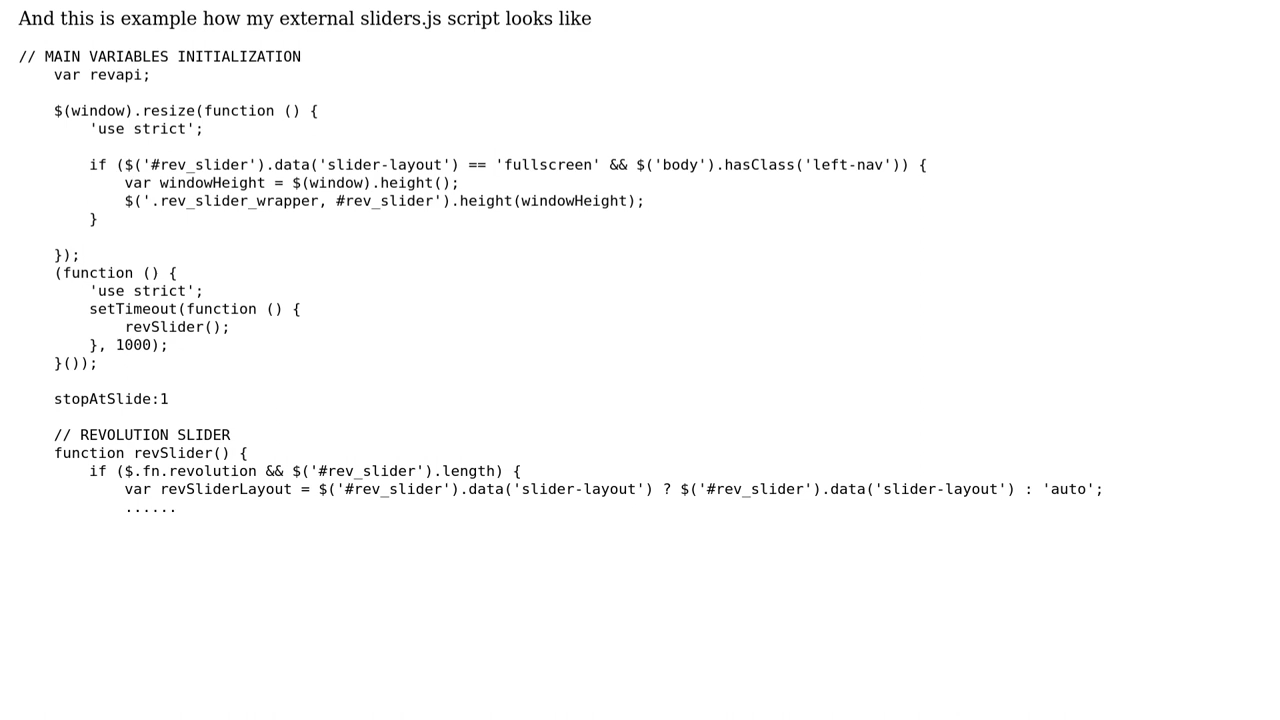 And this is example how my external sliders.js script looks like
// MAIN VARIABLES INITIALIZATION
    var revapi;

    $(window).resize(function () {
        'use strict';

        if ($('#rev_slider').data('slider-layout') == 'fullscreen' && $('body').hasClass('left-nav')) {
            var windowHeight = $(window).height();
            $('.rev_slider_wrapper, #rev_slider').height(windowHeight);
        }

    });
    (function () {
        'use strict';
        setTimeout(function () {
            revSlider();
        }, 1000);
    }());

    stopAtSlide:1

    // REVOLUTION SLIDER
    function revSlider() {
        if ($.fn.revolution && $('#rev_slider').length) {
            var revSliderLayout = $('#rev_slider').data('slider-layout') ? $('#rev_slider').data('slider-layout') : 'auto';
            ......